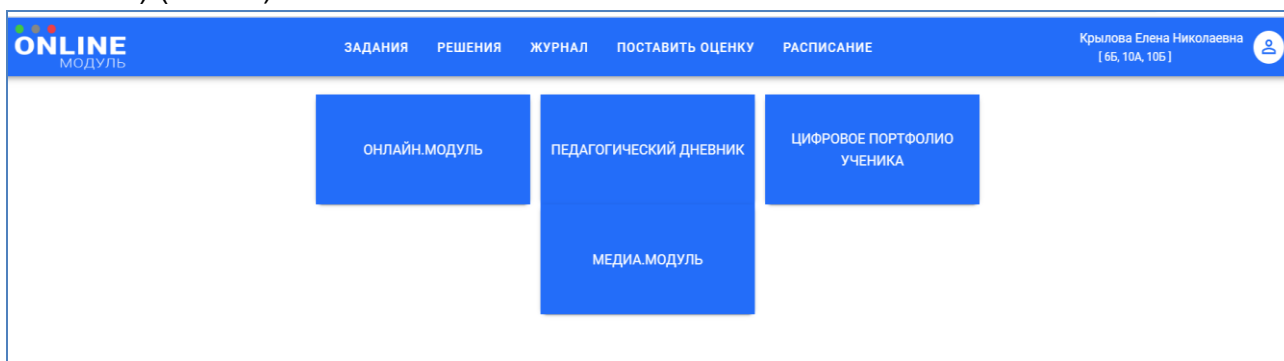 ONLINE
МОДУЛЬ
ЗАДАНИЯ РЕШЕНИЯ ЖУРНАЛ ПОСТАВИТЬ ОЦЕНКУ РАСПИСАНИЕ
Крылова Елена Николаевна
[ 6Б, 10А, 10Б ]
ОНЛАЙН.МОДУЛЬ
ПЕДАГОГИЧЕСКИЙ ДНЕВНИК
ЦИФРОВОЕ ПОРТФОЛИО
УЧЕНИКА
МЕДИА.МОДУЛЬ